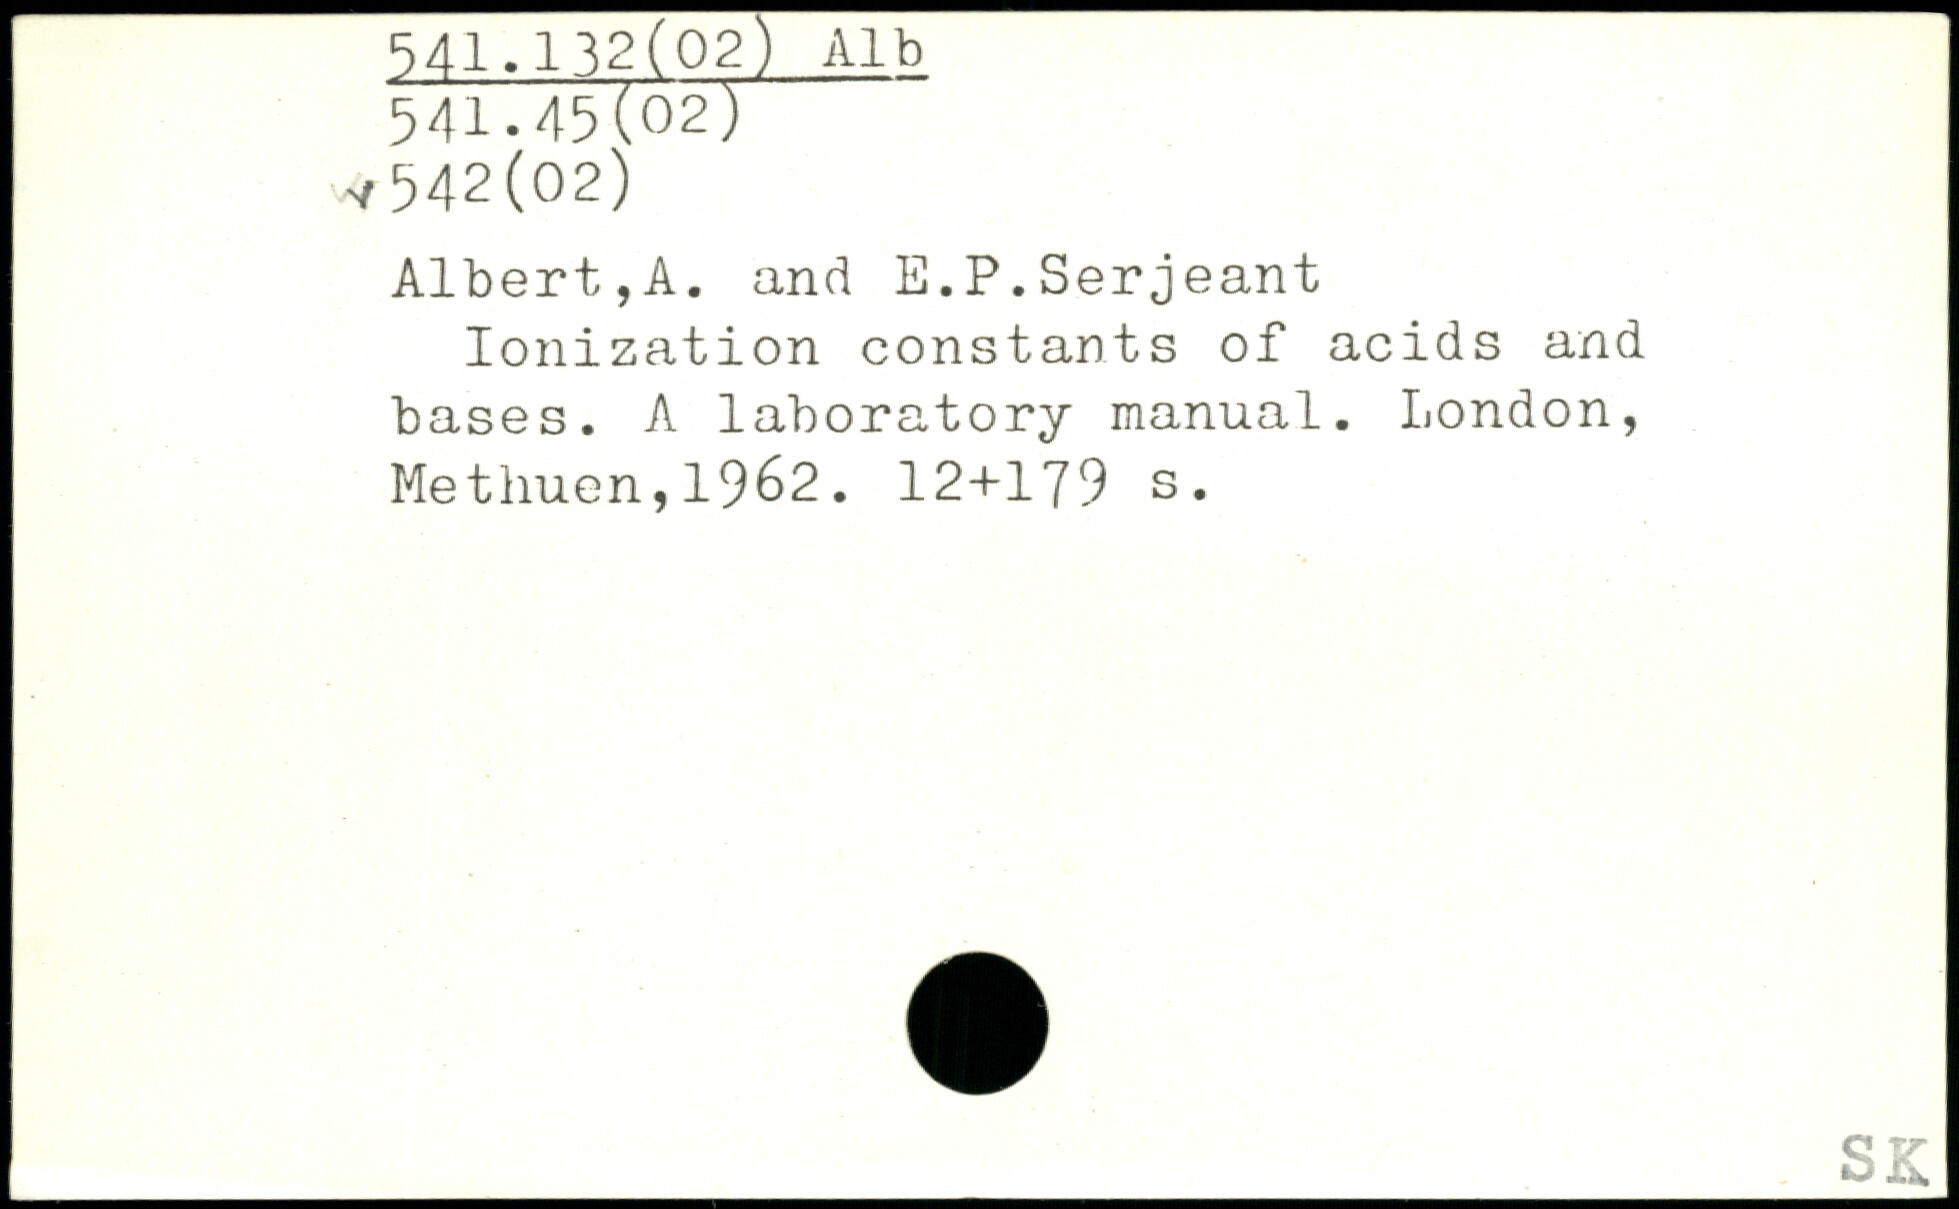 541.132(02) Alb
541.45(02)
542(02)
Albert,A. and E.P.Serjeant
Ionization constants of acids and
bases. A laboratory manual. London,
Methuen,1962. 12+179 s.
SK